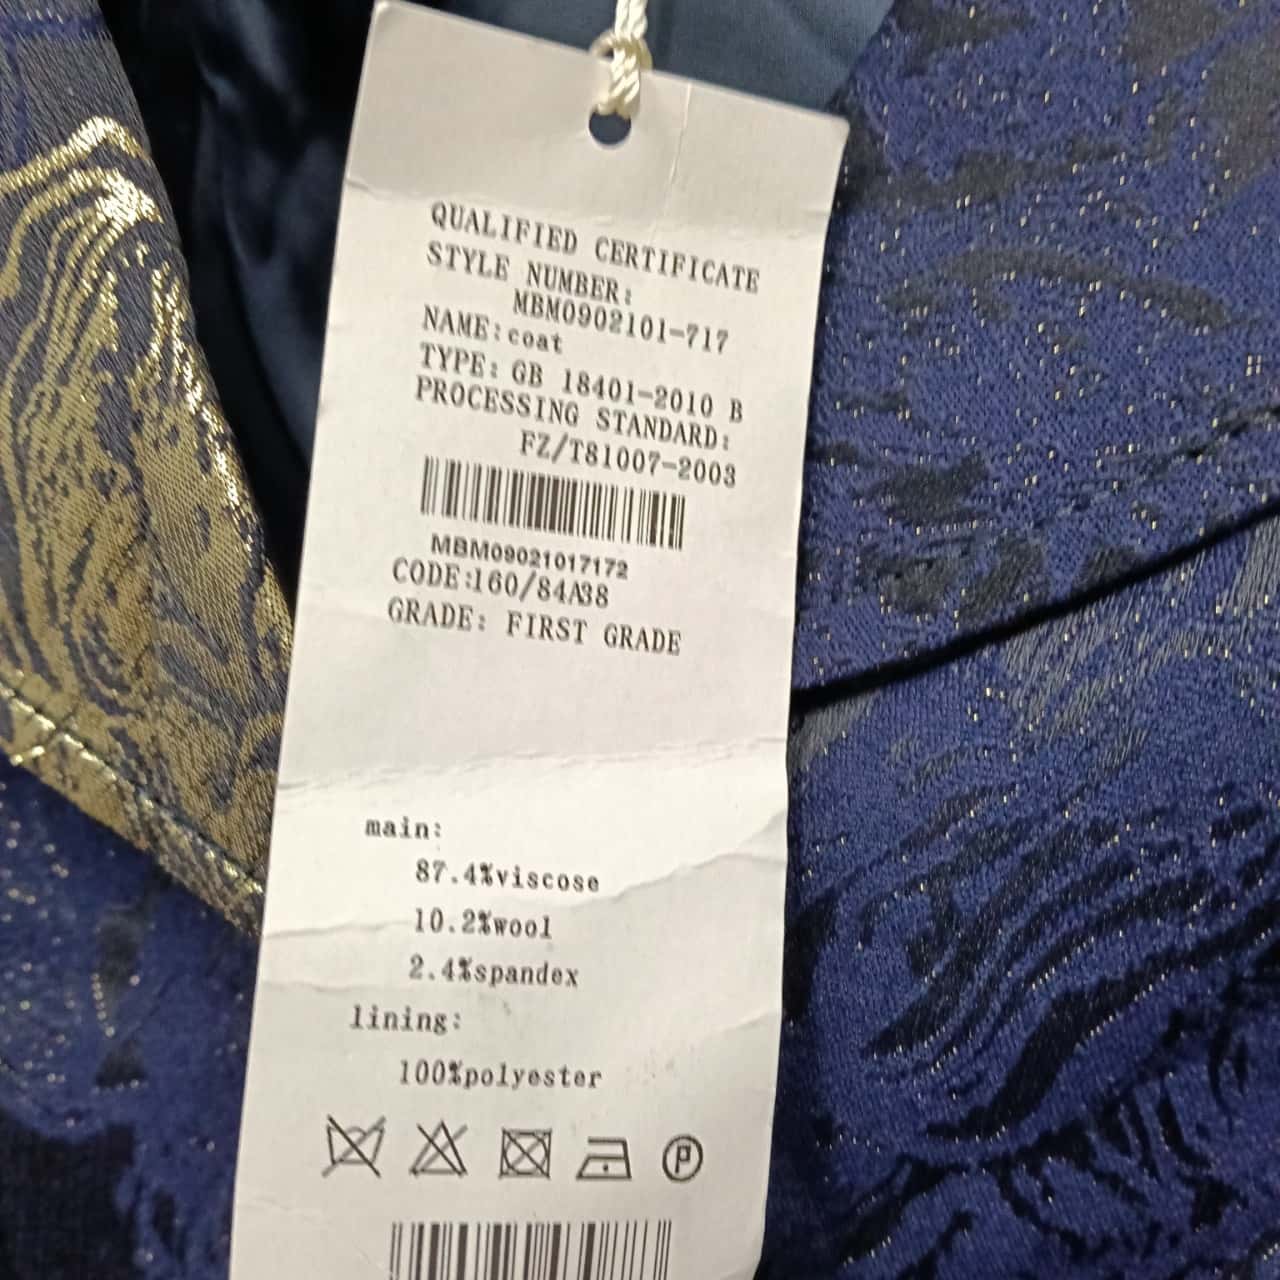 QUALIFIED CERTIFICATE
STYLE NUMBER:
MBM0902101-717
NAME:coat
TYPE: GB 18401-2010 B
PROCESSING STANDARD:
FZ/T81007-2003
MBM09021017172
CODE:160/84A38
GRADE: FIRST GRADE
main:
87.4%viscose
10.2%wool
2.4%spandex
lining:
100%polyester
P